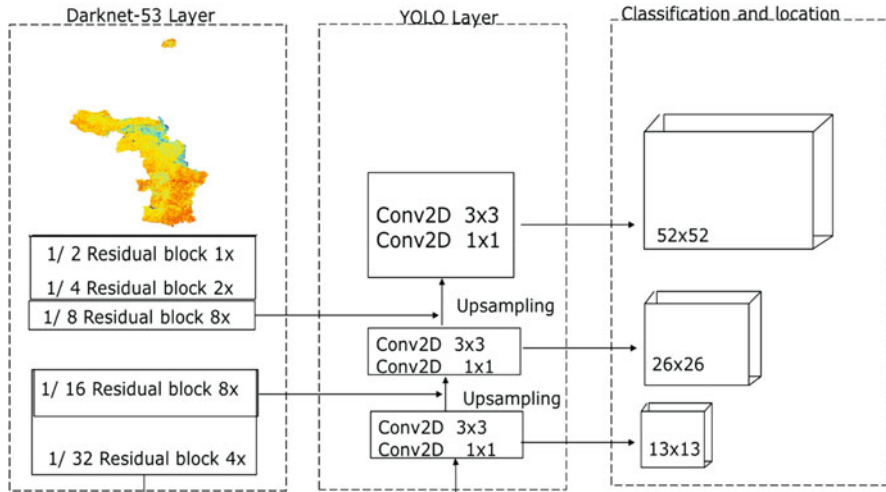 Darknet-53 Layer
1/ 2 Residual block 1x
1/ 4 Residual block 2x
1/ 8 Residual block 8x
1/ 16 Residual block 8x
1/ 32 Residual block 4x
YOLO Layer
Conv2D 3x3
Conv2D 1x1
Upsampling
Conv2D 3x3
Conv2D 1x1
Upsampling
Conv2D 3x3
Conv2D 1x1
Classification and location
52x52
26x26
13x13